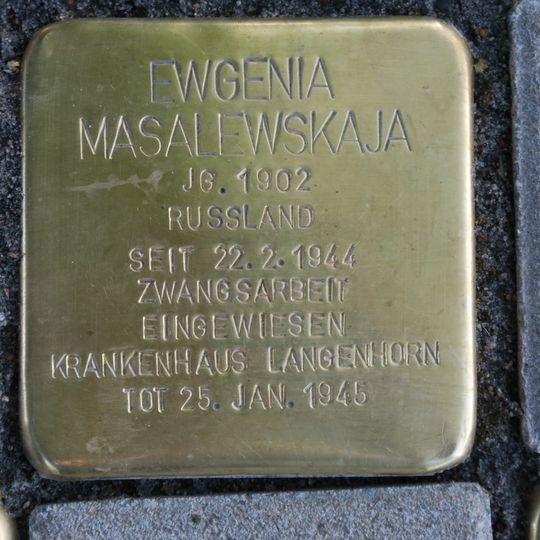 EWGENIA
MASALEWSKAJA
JG. 1902
RUSSLAND
SEIT 22.2.1944
ZWANGSARBEIT
EINGEWIESEN
KRANKENHAUS LANGENHORN
TOT 25. JAN. 1945